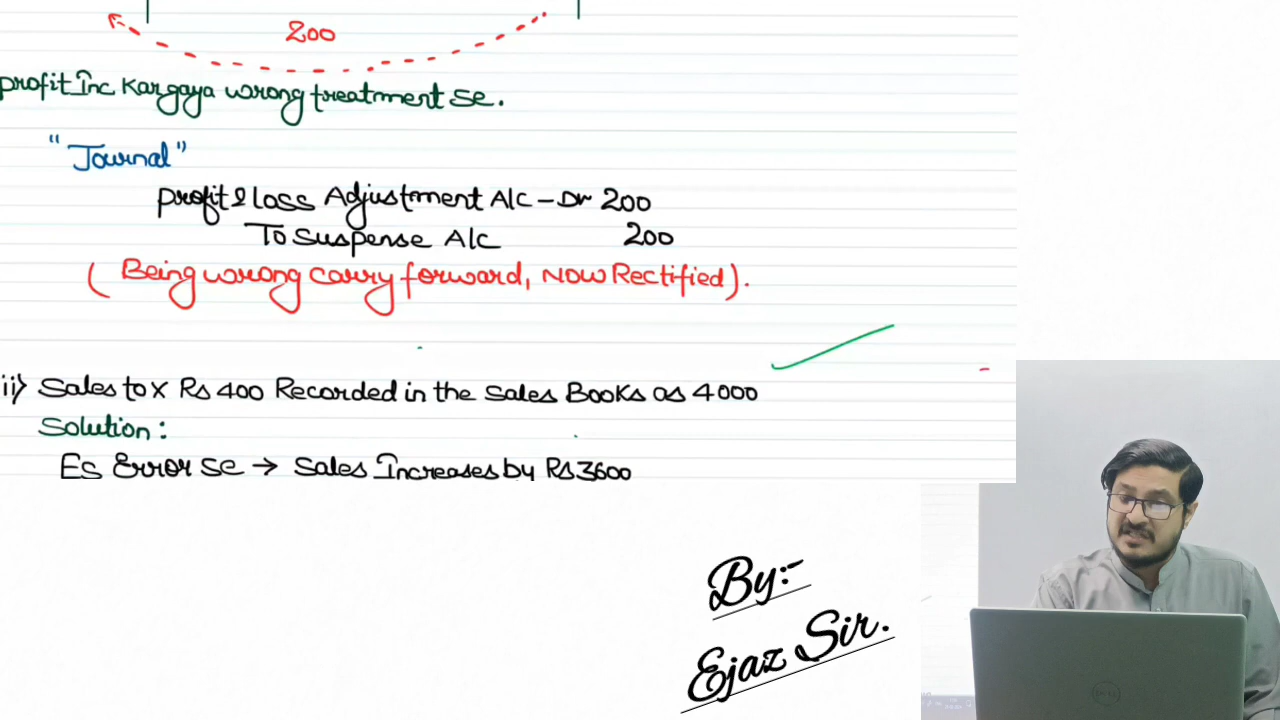 200
profit Inc Kargaya wrong treatment se.
"Journal"
profit & loss Adjustment A/C - Dr 200
To Suspense A/C 200
(Being wrong carry forward, Now Rectified).
ii) Sales to X Rs 400 Recorded in the Sales Books as 4000
Solution:
Es Error se → Sales Increases by Rs 3600
By:-
Ejaz Sir.